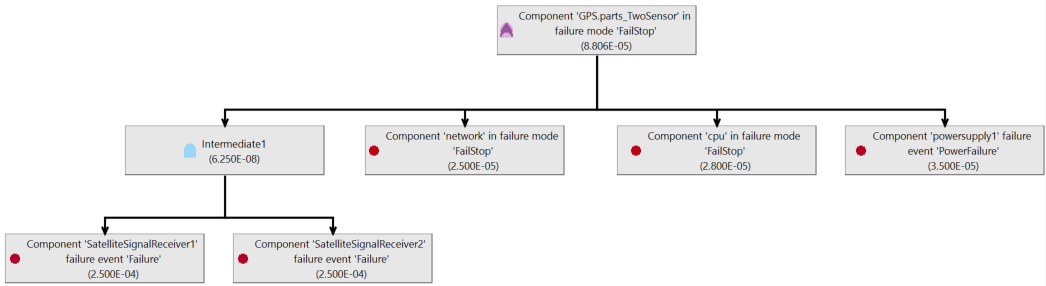 Component 'GPS.parts_TwoSensor' in
failure mode 'FailStop'
(8.806E-05)
Intermediate1
(6.250E-08)
Component 'network' in failure mode
'FailStop'
(2.500E-05)
Component 'cpu' in failure mode
'FailStop'
(2.800E-05)
Component 'powersupply1' failure
event 'PowerFailure'
(3.500E-05)
Component 'SatelliteSignalReceiver1'
failure event 'Failure'
(2.500E-04)
Component 'SatelliteSignalReceiver2'
failure event 'Failure'
(2.500E-04)